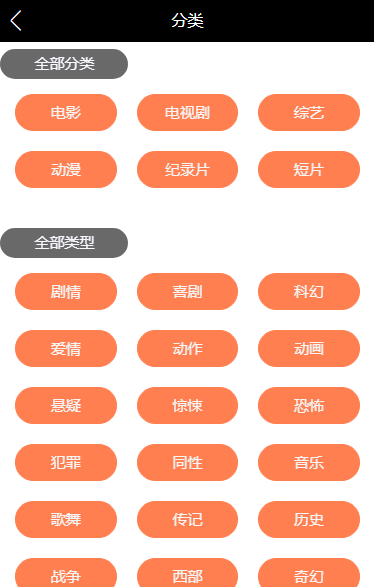 分类
全部分类
电影 电视剧 综艺
动漫 纪录片 短片
全部类型
剧情 喜剧 科幻
爱情 动作 动画
悬疑 惊悚 恐怖
犯罪 同性 音乐
歌舞 传记 历史
战争 西部 奇幻